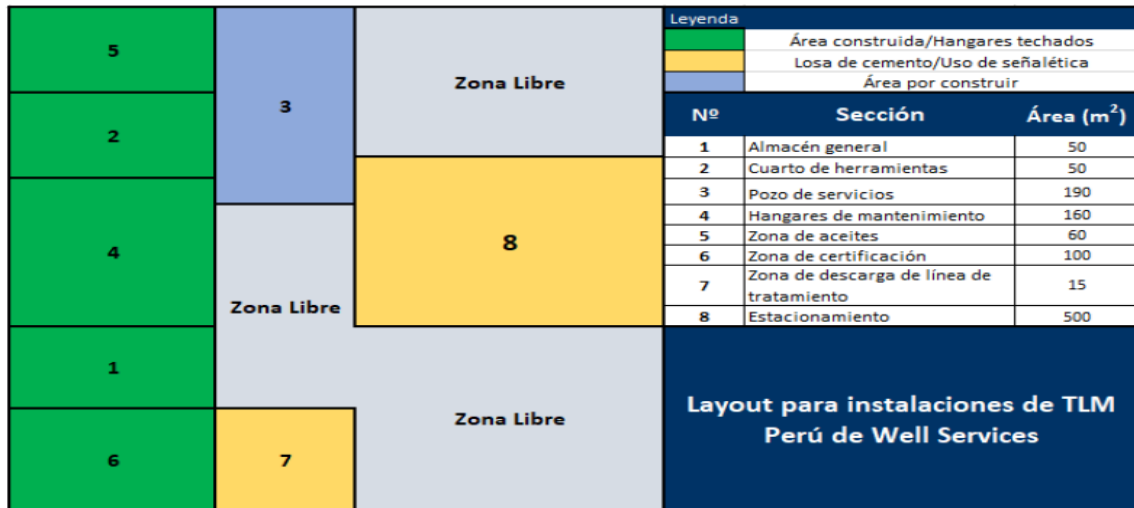 5
2
4
1
6
3
Zona Libre
7
Zona Libre
8
Zona Libre
Leyenda
Área construida/Hangares techados
Losa de cemento/Uso de señalética
Área por construir
Nº Sección Área (m²)
1 Almacén general 50
2 Cuarto de herramientas 50
3 Pozo de servicios 190
4 Hangares de mantenimiento 160
5 Zona de aceites 60
6 Zona de certificación 100
7 Zona de descarga de línea de
tratamiento 15
8 Estacionamiento 500
Layout para instalaciones de TLM
Perú de Well Services